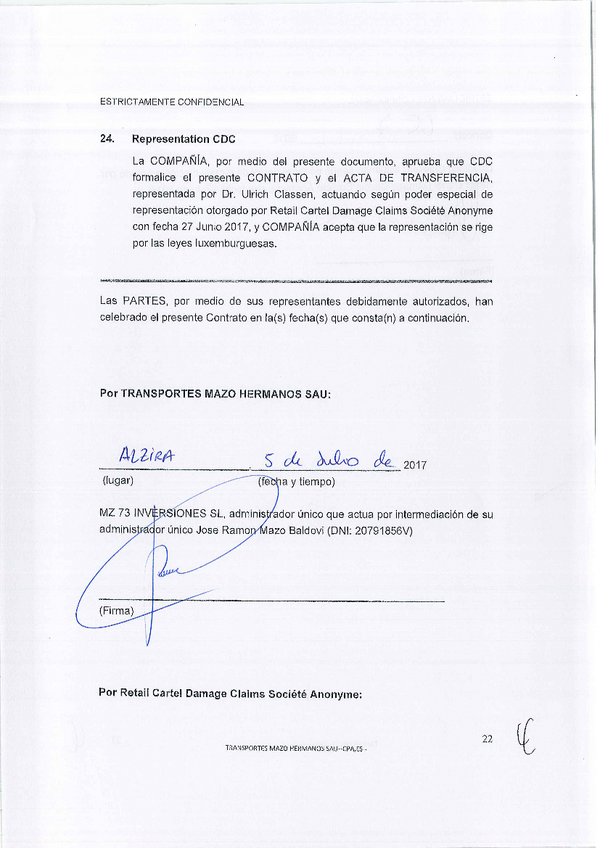 ESTRICTAMENTE CONFIDENCIAL
24. Representation CDC
La COMPAÑÍA, por medio del presente documento, aprueba que CDC
formalice el presente CONTRATO y el ACTA DE TRANSFERENCIA,
representada por Dr. Ulrich Classen, actuando según poder especial de
representación otorgado por Retail Cartel Damage Claims Société Anonyme
con fecha 27 Junio 2017, y COMPAÑÍA acepta que la representación se rige
por las leyes luxemburguesas.
Las PARTES, por medio de sus representantes debidamente autorizados, han
celebrado el presente Contrato en la(s) fecha(s) que consta(n) a continuación.
Por TRANSPORTES MAZO HERMANOS SAU:
ALZIRA 5 de Julio de 2017
(lugar) (fecha y tiempo)
MZ 73 INVERSIONES SL, administrador único que actua por intermediación de su
administrador único Jose Ramon Mazo Baldovi (DNI: 20791856V)
(Firma)
Por Retail Cartel Damage Claims Société Anonyme:
22
TRANSPORTES MAZO HERMANOS SAU--CPA.ES -